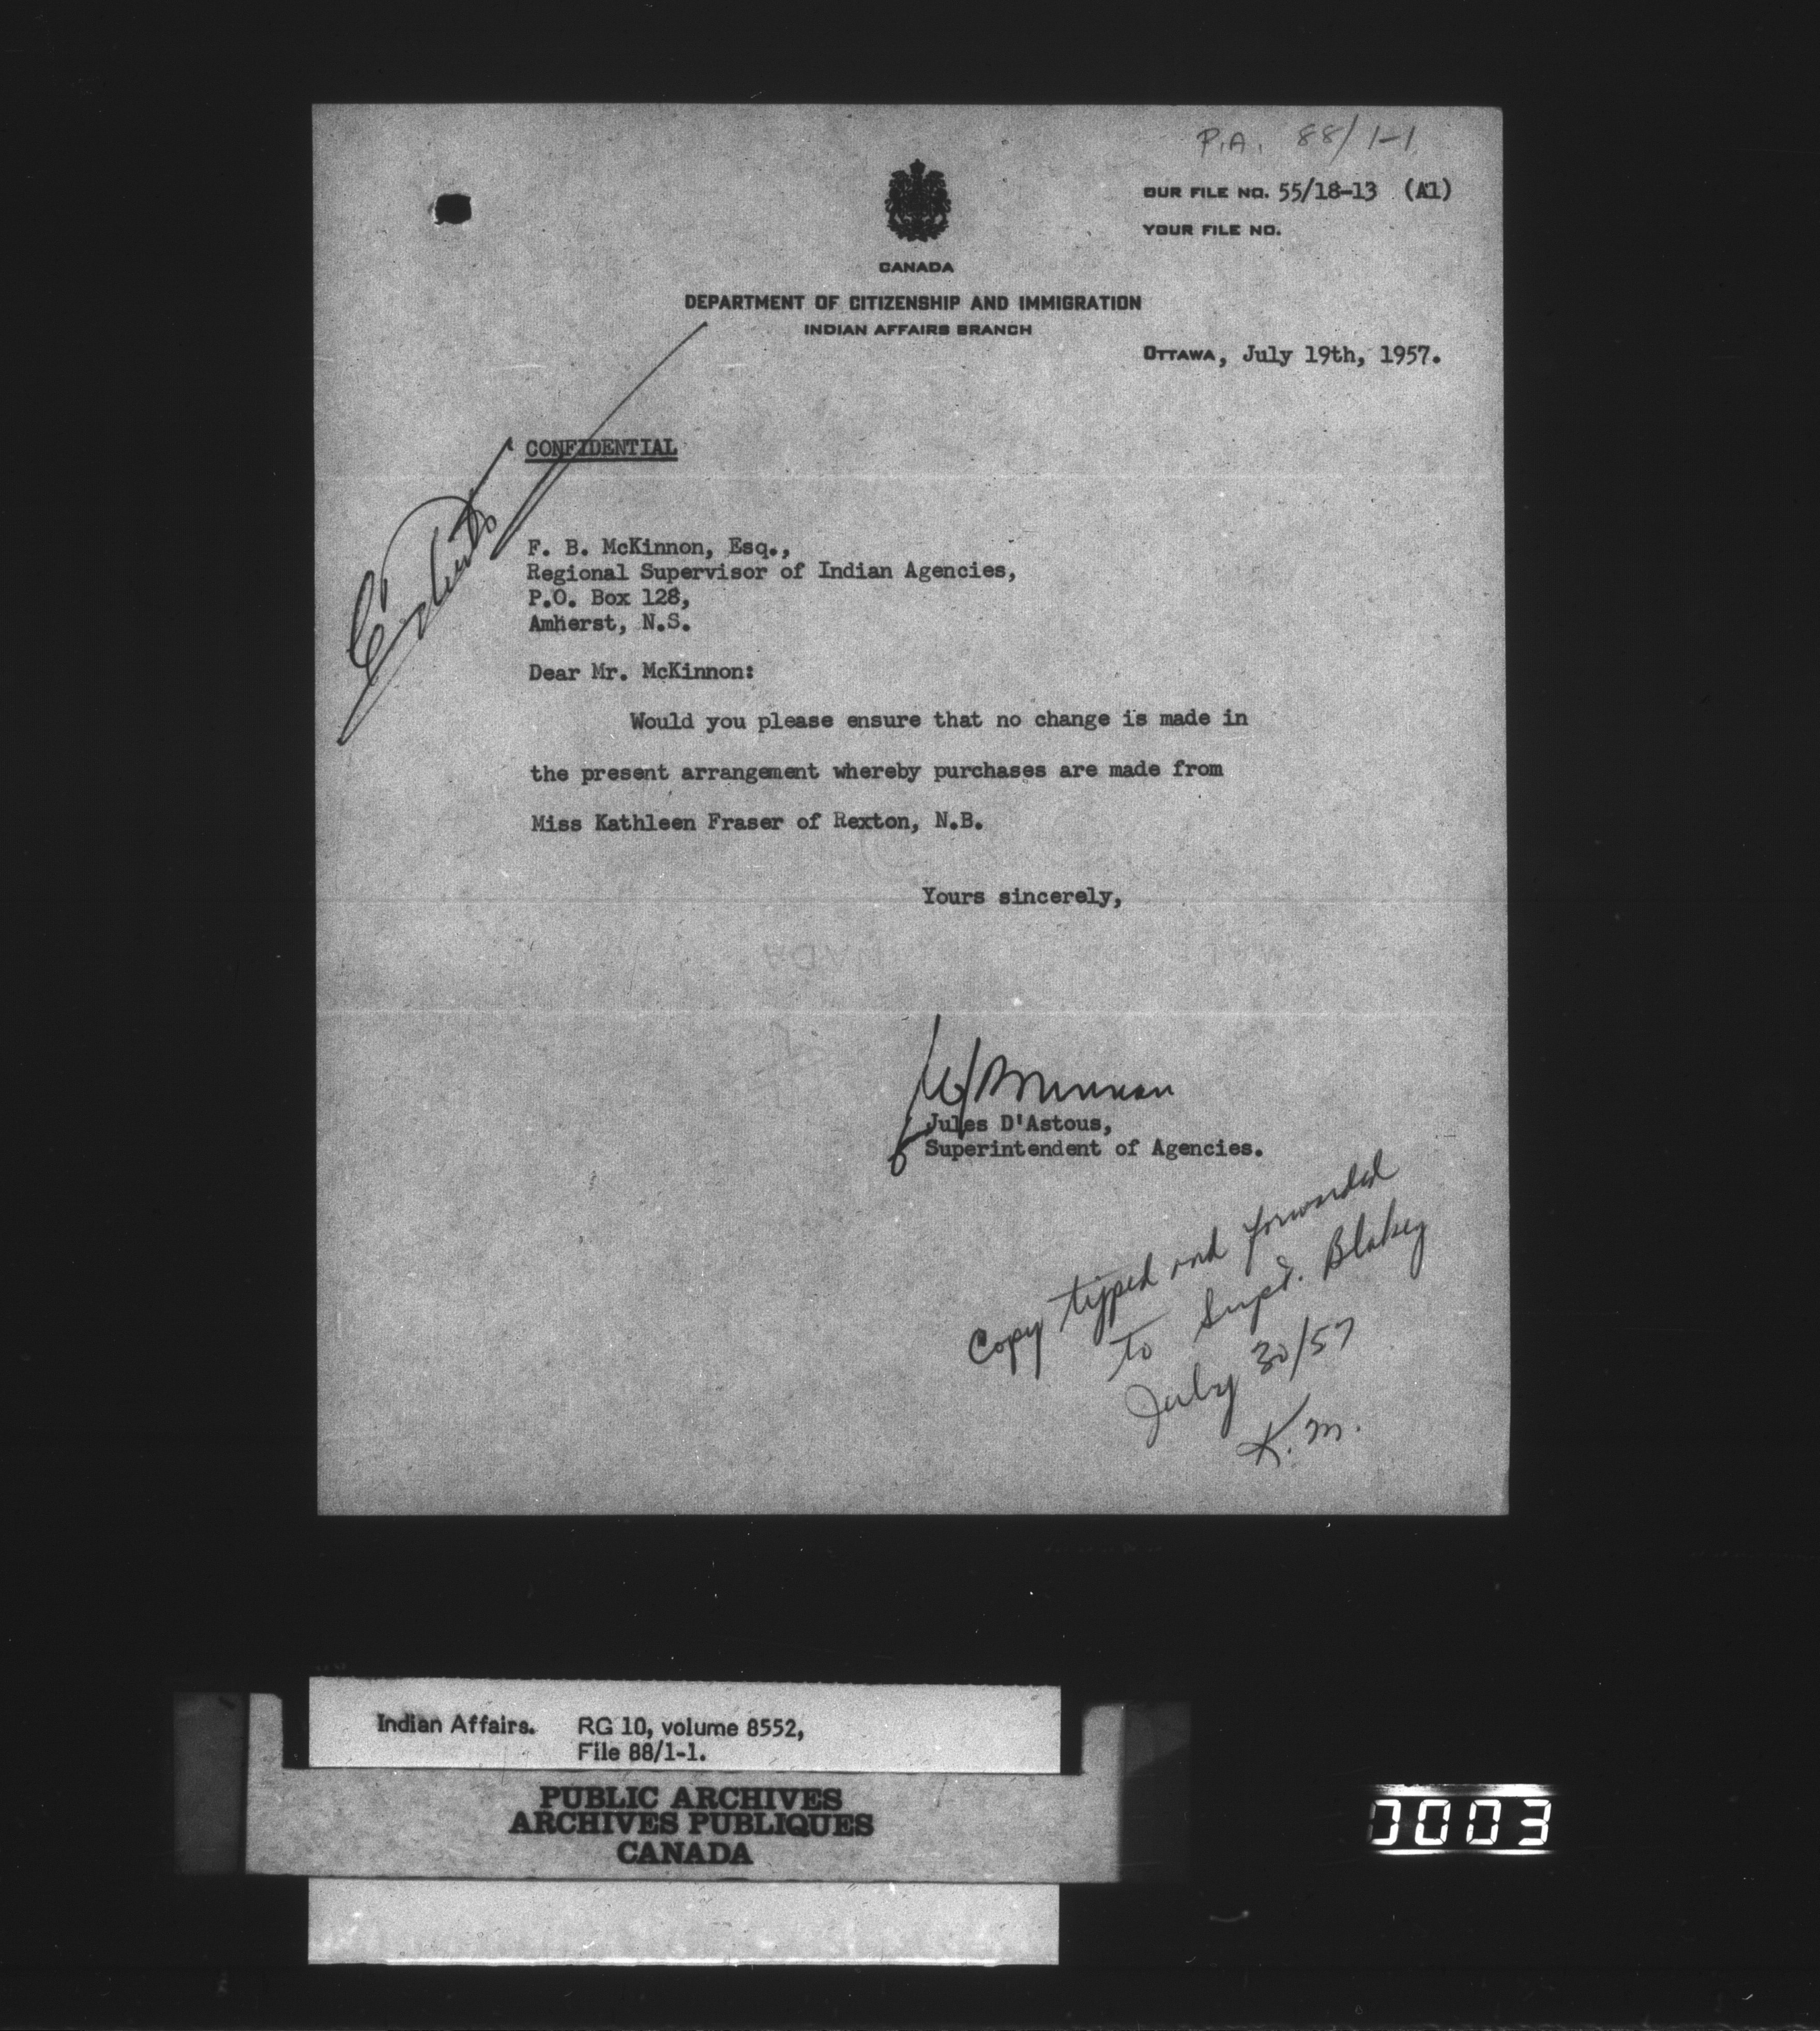 P.A. 88/1-1
OUR FILE NO. 55/18-13 (A1)
YOUR FILE NO.
CANADA
DEPARTMENT OF CITIZENSHIP AND IMMIGRATION
INDIAN AFFAIRS BRANCH
OTTAWA, July 19th, 1957.
CONFIDENTIAL
F. B. McKinnon, Esq.,
Regional Supervisor of Indian Agencies,
P.O. Box 128,
Amherst, N.S.
Dear Mr. McKinnon:
Would you please ensure that no change is made in
the present arrangement whereby purchases are made from
Miss Kathleen Fraser of Rexton, N.B.
Yours sincerely,
Jules D'Astous,
Superintendent of Agencies.
Copy typed and forwarded
to Supt. Blakey
July 30/57
K.M.
Indian Affairs. RG 10, volume 8552,
File 88/1-1.
PUBLIC ARCHIVES
ARCHIVES PUBLIQUES
CANADA
0003